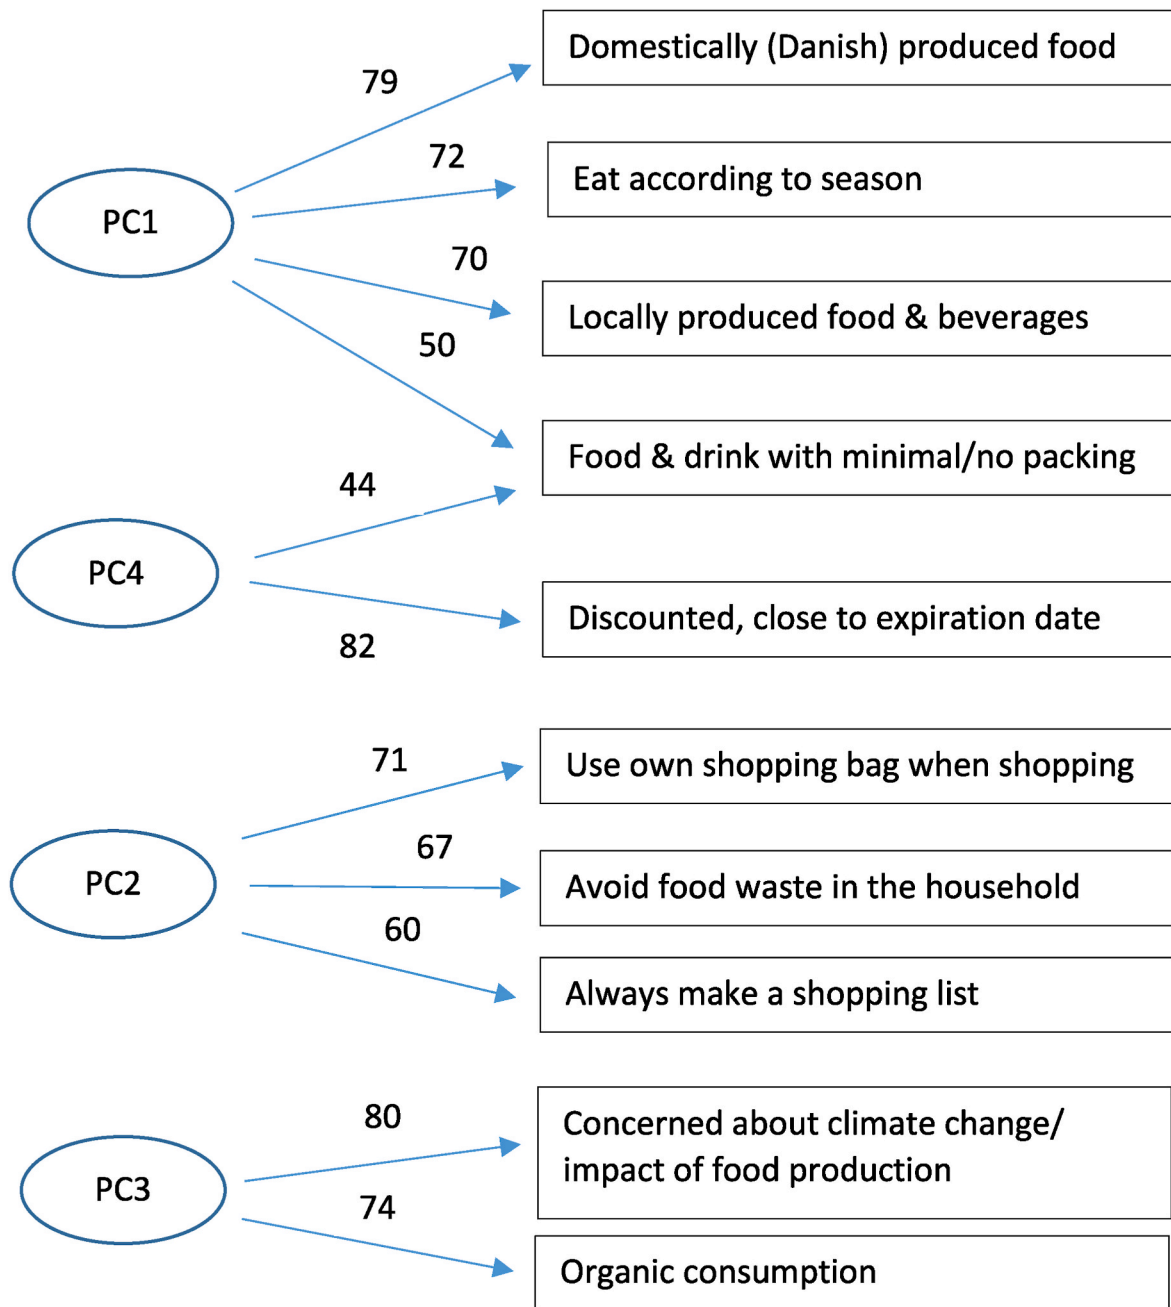 Domestically (Danish) produced food
79
72
Eat according to season
PC1
70
Locally produced food & beverages
50
Food & drink with minimal/no packing
44
PC4
Discounted, close to expiration date
82
71
Use own shopping bag when shopping
67
PC2
Avoid food waste in the household
60
Always make a shopping list
80
Concerned about climate change/
impact of food production
PC3
74
Organic consumption